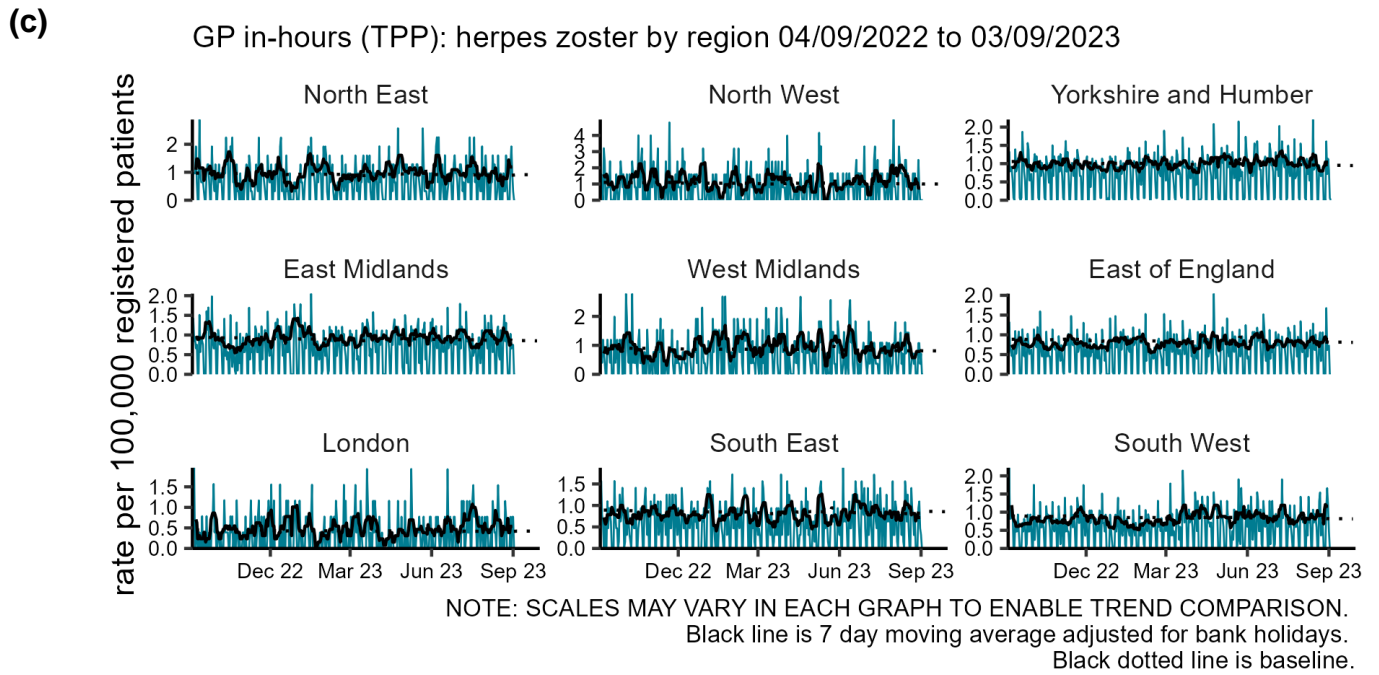 (c)
GP in-hours (TPP): herpes zoster by region 04/09/2022 to 03/09/2023
rate per 100,000 registered patients
North East
2
1
0
North West
4
3
2
1
0
Yorkshire and Humber
2.0
1.5
1.0
0.5
0.0
East Midlands
2.0
1.5
1.0
0.5
0.0
West Midlands
2
1
0
East of England
2.0
1.5
1.0
0.5
0.0
London
1.5
1.0
0.5
0.0
Dec 22 Mar 23 Jun 23 Sep 23
South East
1.5
1.0
0.5
0.0
Dec 22 Mar 23 Jun 23 Sep 23
South West
2.0
1.5
1.0
0.5
0.0
Dec 22 Mar 23 Jun 23 Sep 23
NOTE: SCALES MAY VARY IN EACH GRAPH TO ENABLE TREND COMPARISON.
Black line is 7 day moving average adjusted for bank holidays.
Black dotted line is baseline.